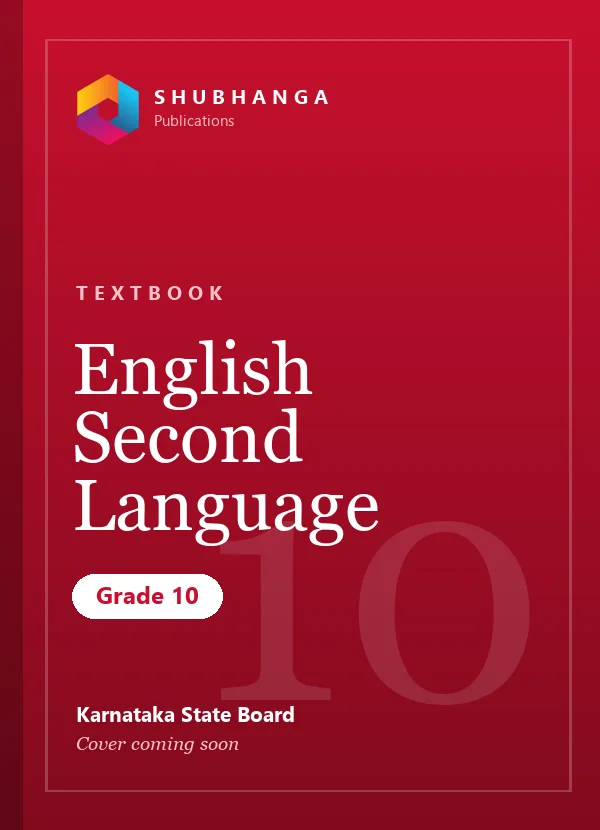 SHUBHANGA
Publications
TEXTBOOK
English
Second
Language
10
Grade 10
Karnataka State Board
Cover coming soon